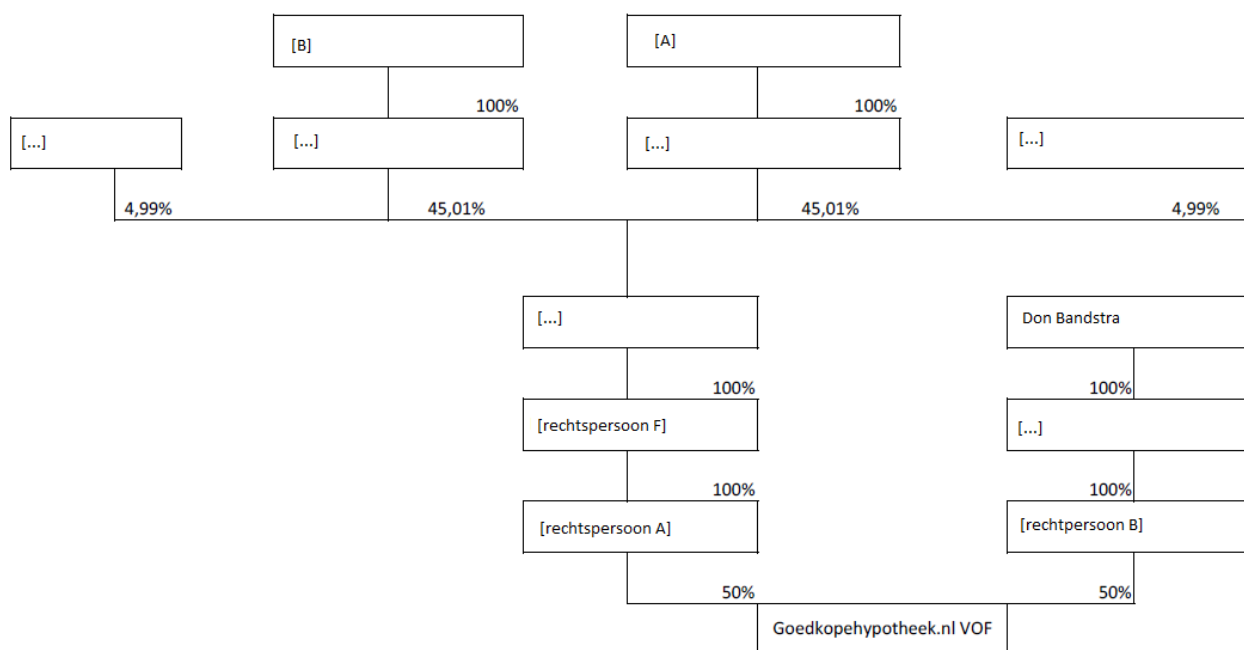 [B]
[A]
100%
100%
[...]
[...]
[...]
[...]
4,99%
45,01%
45,01%
4,99%
[...]
Don Bandstra
100%
100%
[rechtspersoon F]
[...]
100%
100%
[rechtspersoon A]
[rechtpersoon B]
50%
50%
Goedkopehypotheek.nl VOF